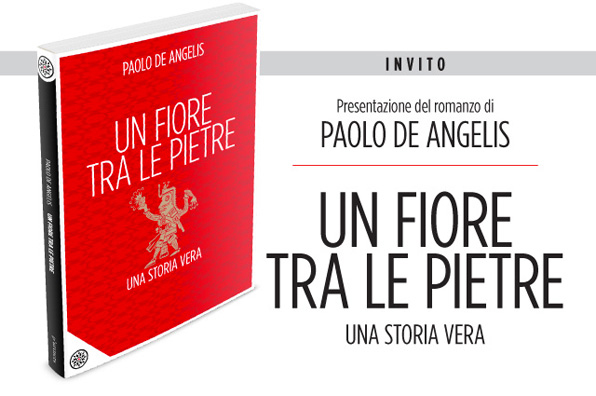 PAOLO DE ANGELIS
UN FIORE
TRA LE PIETRE
UNA STORIA VERA
PAOLO DE ANGELIS UN FIORE TRA LE PIETRE
INVITO
Presentazione del romanzo di
PAOLO DE ANGELIS
UN FIORE
TRA LE PIETRE
UNA STORIA VERA